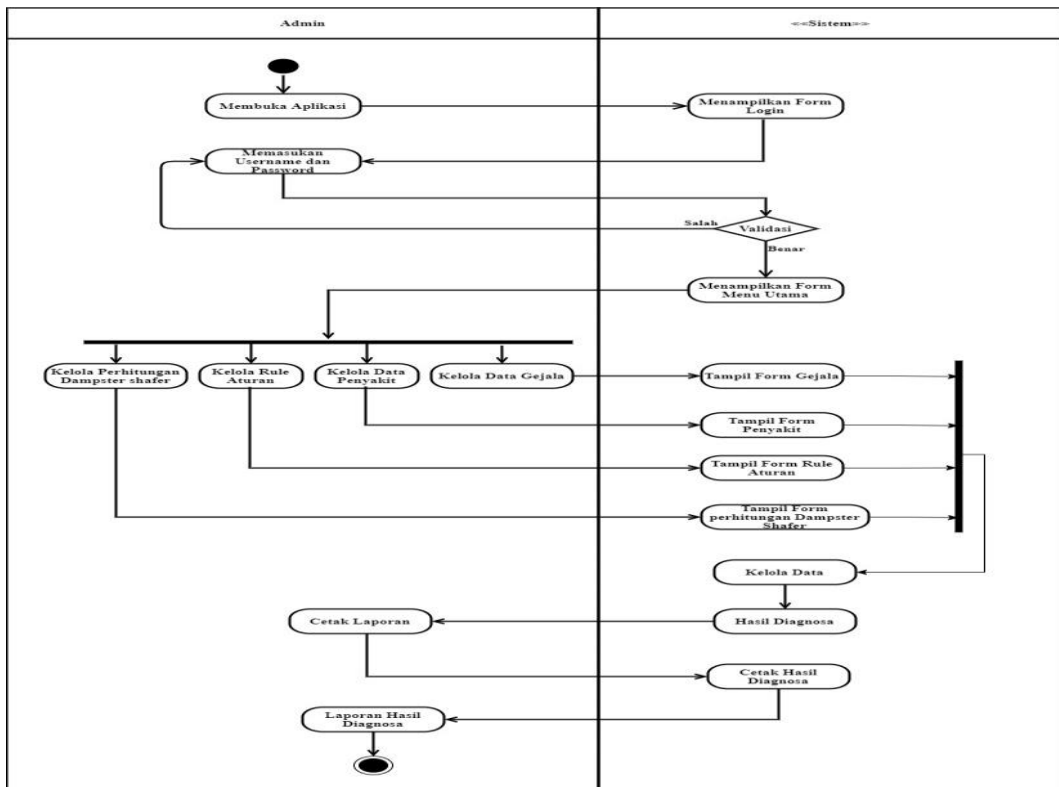 Admin
<<Sistem>>
Membuka Aplikasi
Menampilkan Form
Login
Memasukan
Username dan
Password
Salah
Validasi
Benar
Menampilkan Form
Menu Utama
Kelola Perhitungan
Dampster shafer
Kelola Rule
Aturan
Kelola Data
Penyakit
Kelola Data Gejala
Tampil Form Gejala
Tampil Form
Penyakit
Tampil Form Rule
Aturan
Tampil Form
perhitungan Dampster
Shafer
Kelola Data
Cetak Laporan
Hasil Diagnosa
Cetak Hasil
Diagnosa
Laporan Hasil
Diagnosa